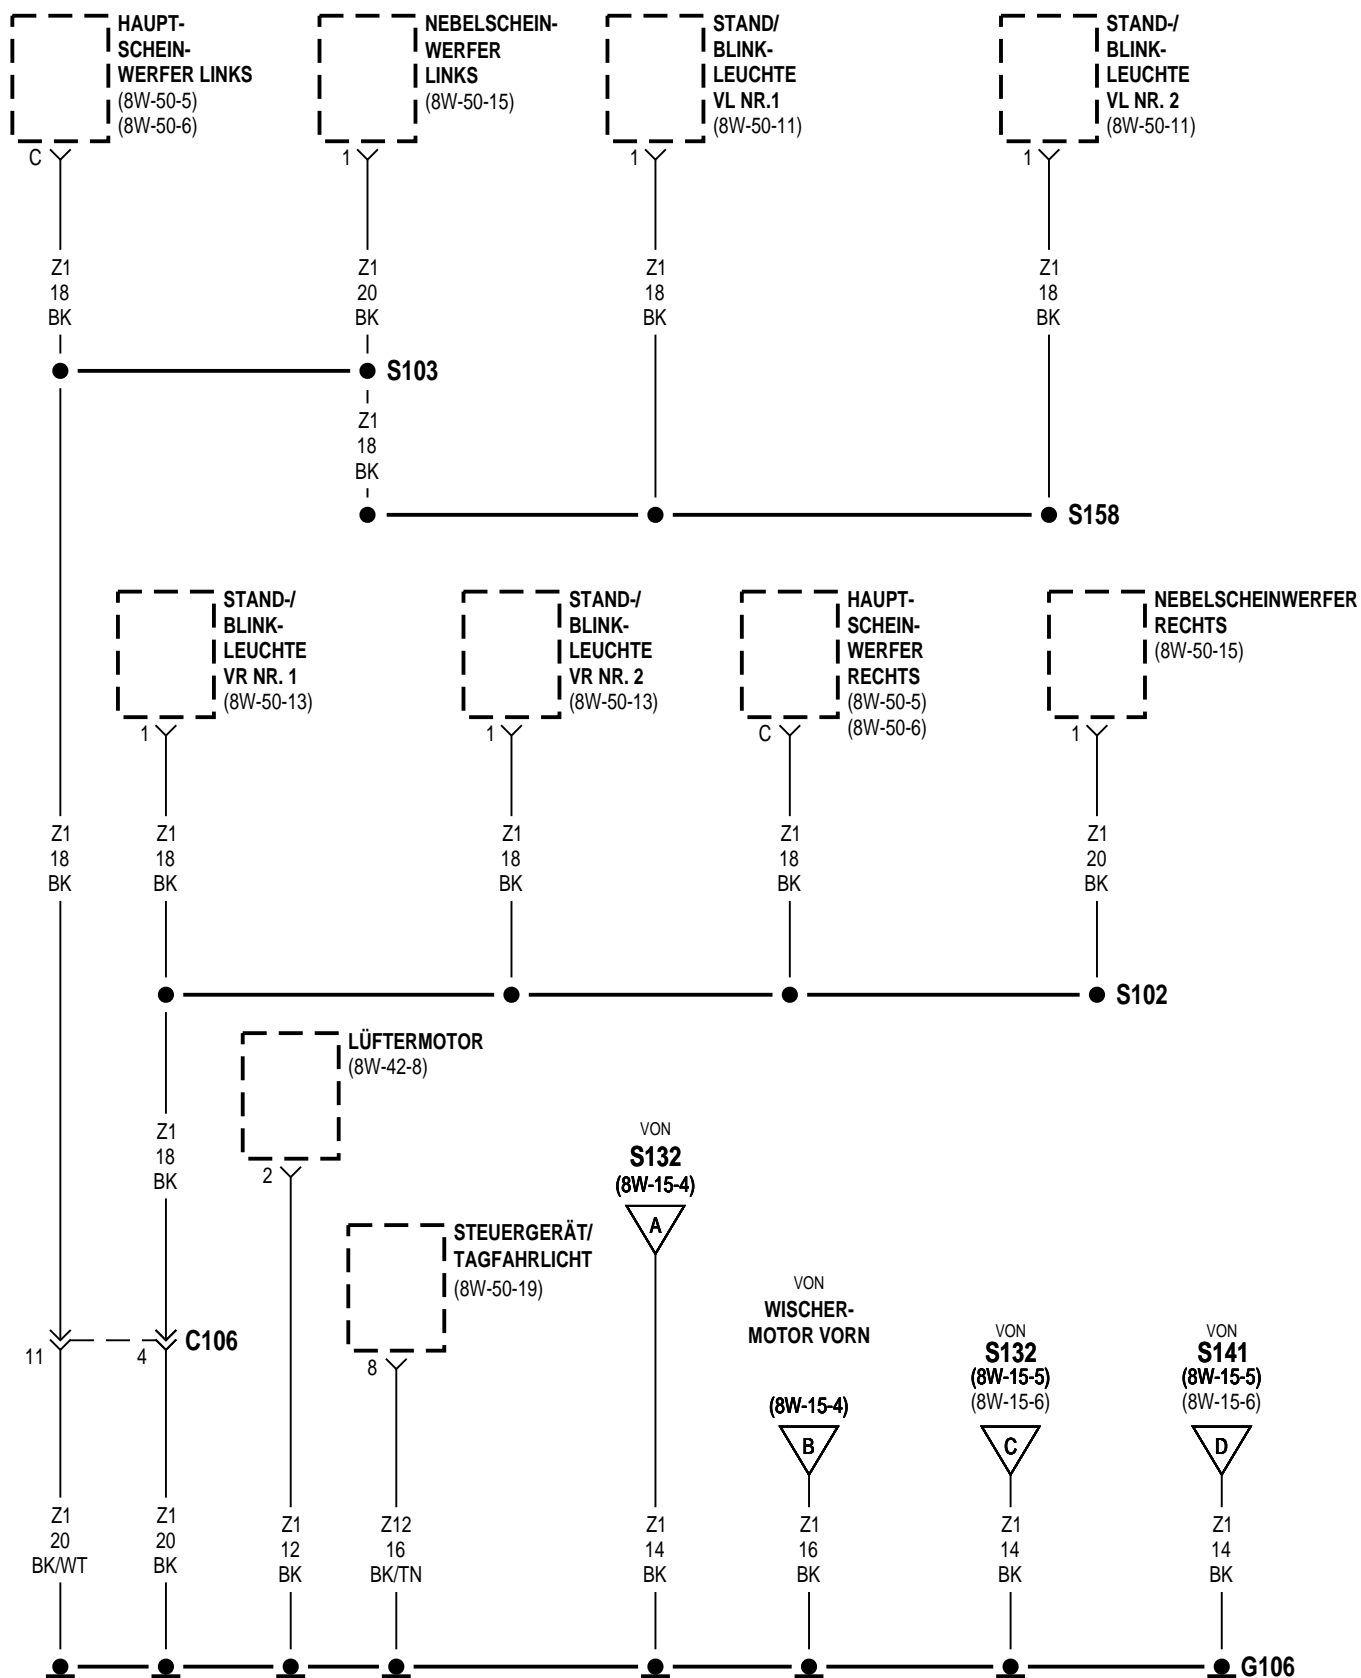 HAUPT-
SCHEIN-
WERFER LINKS
(8W-50-5)
(8W-50-6)
NEBELSCHEIN-
WERFER
LINKS
(8W-50-15)
STAND/
BLINK-
LEUCHTE
VL NR.1
(8W-50-11)
STAND-/
BLINK-
LEUCHTE
VL NR. 2
(8W-50-11)
C
1
1
1
Z1
18
BK
Z1
20
BK
Z1
18
BK
Z1
18
BK
S103
Z1
18
BK
S158
STAND-/
BLINK-
LEUCHTE
VR NR. 1
(8W-50-13)
STAND-/
BLINK-
LEUCHTE
VR NR. 2
(8W-50-13)
HAUPT-
SCHEIN-
WERFER
RECHTS
(8W-50-5)
(8W-50-6)
NEBELSCHEINWERFER
RECHTS
(8W-50-15)
1
1
C
1
Z1
18
BK
Z1
18
BK
Z1
18
BK
Z1
18
BK
Z1
20
BK
S102
LÜFTERMOTOR
(8W-42-8)
2
Z1
18
BK
STEUERGERÄT/
TAGFAHRLICHT
(8W-50-19)
8
VON
S132
(8W-15-4)
A
VON
WISCHER-
MOTOR VORN
(8W-15-4)
B
VON
S132
(8W-15-5)
(8W-15-6)
C
VON
S141
(8W-15-5)
(8W-15-6)
D
11
4
C106
Z1
20
BK/WT
Z1
20
BK
Z1
12
BK
Z12
16
BK/TN
Z1
14
BK
Z1
16
BK
Z1
14
BK
Z1
14
BK
G106